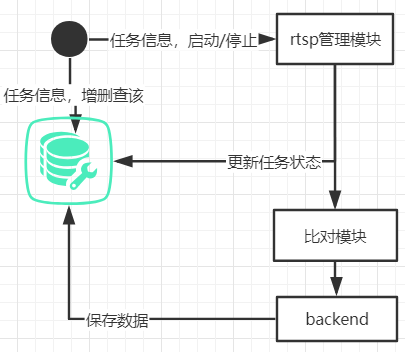 任务信息，启动/停止
rtsp管理模块
任务信息，增删查该
更新任务状态
比对模块
保存数据
backend